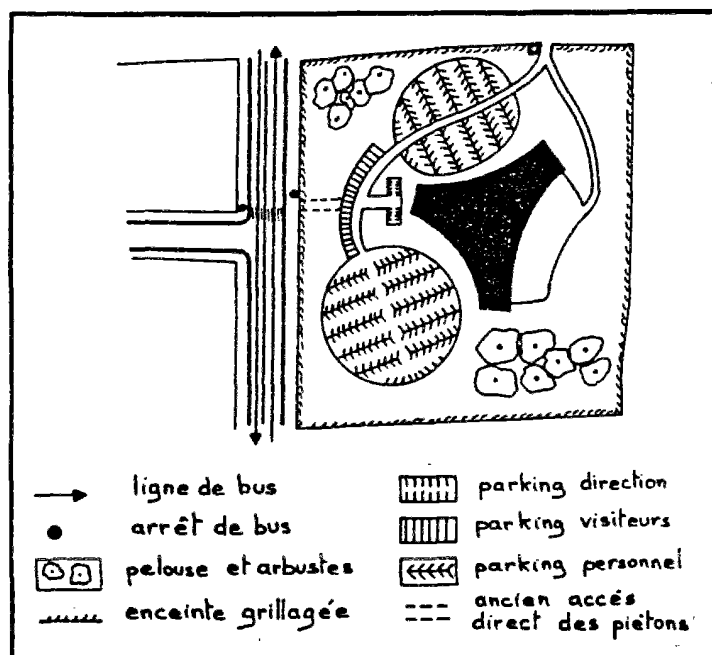 ligne de bus
arrêt de bus
pelouse et arbustes
enceinte grillagée
parking direction
parking visiteurs
parking personnel
ancien accés
direct des piétons